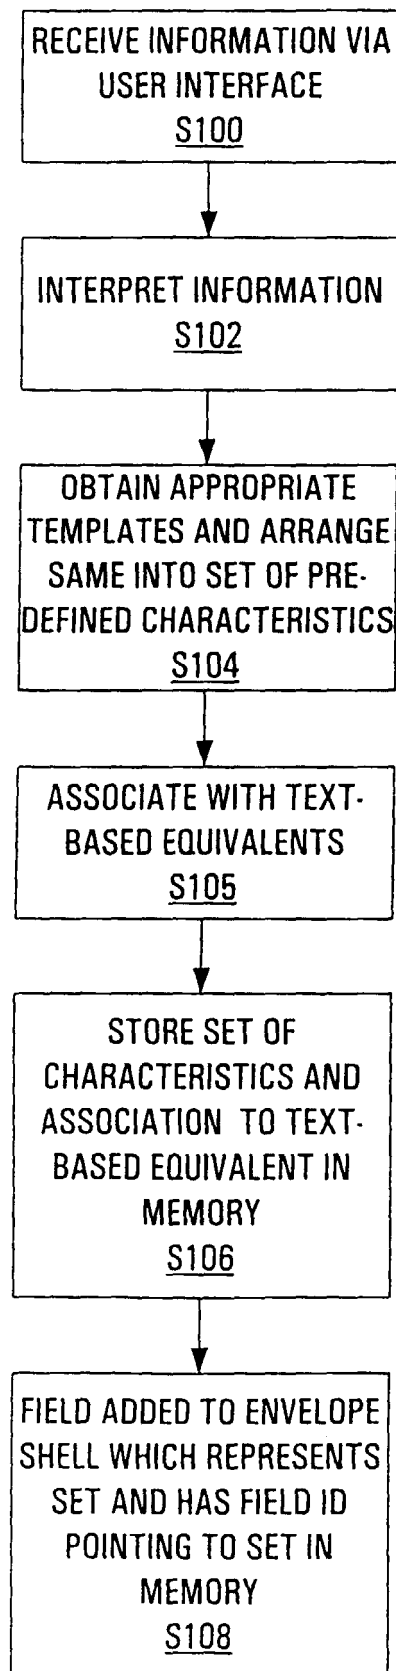 RECEIVE INFORMATION VIA
USER INTERFACE
S100
INTERPRET INFORMATION
S102
OBTAIN APPROPRIATE
TEMPLATES AND ARRANGE
SAME INTO SET OF PRE-
DEFINED CHARACTERISTICS
S104
ASSOCIATE WITH TEXT-
BASED EQUIVALENTS
S105
STORE SET OF
CHARACTERISTICS AND
ASSOCIATION TO TEXT-
BASED EQUIVALENT IN
MEMORY
S106
FIELD ADDED TO ENVELOPE
SHELL WHICH REPRESENTS
SET AND HAS FIELD ID
POINTING TO SET IN
MEMORY
S108